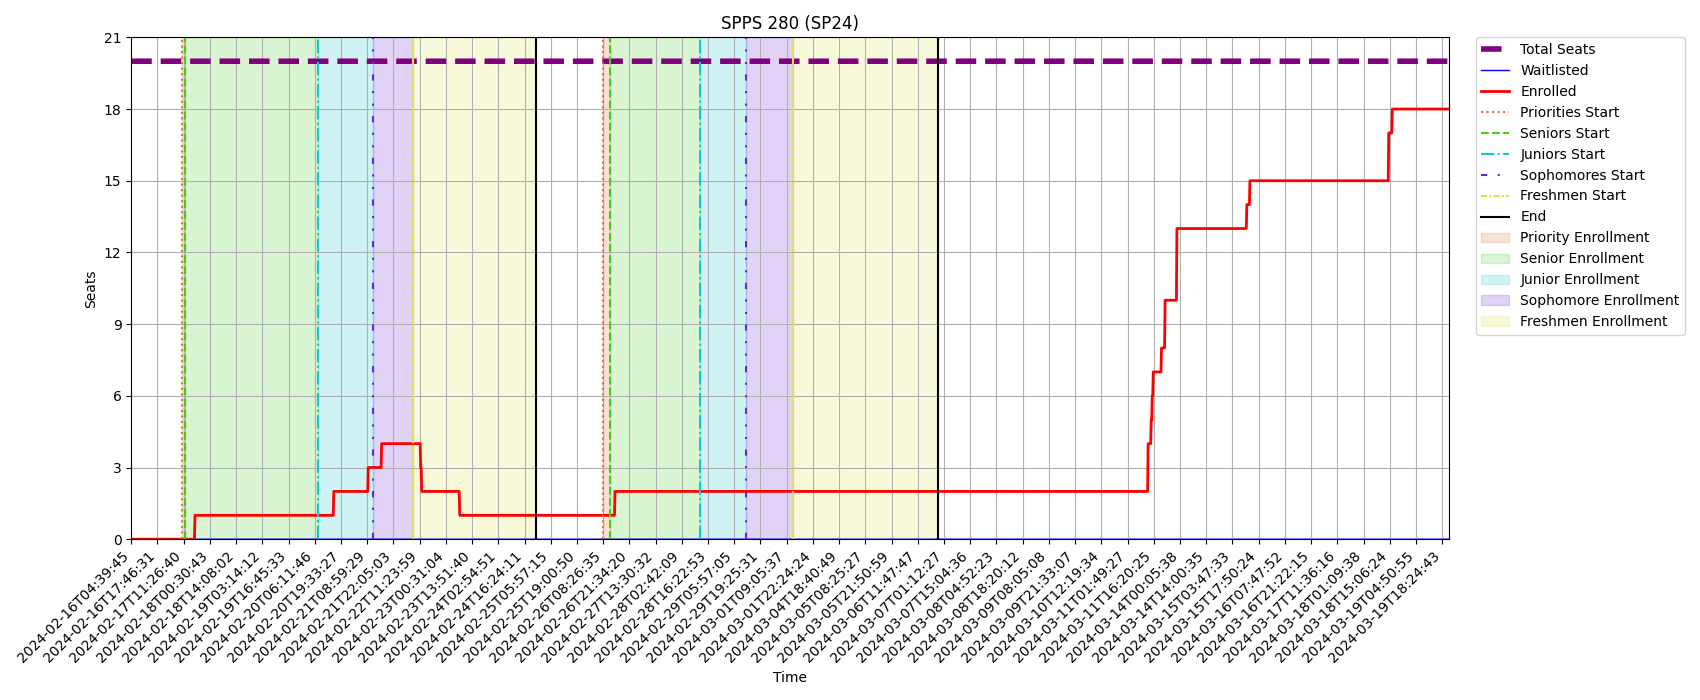 SPPS 280 (SP24)
Seats
21
18
15
12
9
6
3
0
2024-02-16T04:39:45
2024-02-16T17:46:31
2024-02-17T11:26:40
2024-02-18T00:30:43
2024-02-18T14:08:02
2024-02-19T03:14:12
2024-02-19T16:45:33
2024-02-20T06:11:46
2024-02-20T19:33:27
2024-02-21T08:59:29
2024-02-21T22:05:03
2024-02-22T11:23:59
2024-02-23T00:31:04
2024-02-23T13:51:40
2024-02-24T02:54:51
2024-02-24T16:24:11
2024-02-25T05:57:15
2024-02-25T19:00:50
2024-02-26T08:26:35
2024-02-26T21:34:20
2024-02-27T13:30:32
2024-02-28T02:42:09
2024-02-28T16:22:53
2024-02-29T05:57:05
2024-02-29T19:25:31
2024-03-01T09:05:37
2024-03-01T22:24:24
2024-03-04T18:40:49
2024-03-05T08:25:27
2024-03-05T21:50:59
2024-03-06T11:47:47
2024-03-07T01:12:27
2024-03-07T15:04:36
2024-03-08T04:52:23
2024-03-08T18:20:12
2024-03-09T08:05:08
2024-03-09T21:33:07
2024-03-10T12:19:34
2024-03-11T01:49:27
2024-03-11T16:20:25
2024-03-14T00:05:38
2024-03-14T14:00:35
2024-03-15T03:47:33
2024-03-15T17:50:24
2024-03-16T07:47:52
2024-03-16T21:22:15
2024-03-17T11:36:16
2024-03-18T01:09:38
2024-03-18T15:06:24
2024-03-19T04:50:55
2024-03-19T18:24:43
Time
Total Seats
Waitlisted
Enrolled
Priorities Start
Seniors Start
Juniors Start
Sophomores Start
Freshmen Start
End
Priority Enrollment
Senior Enrollment
Junior Enrollment
Sophomore Enrollment
Freshmen Enrollment